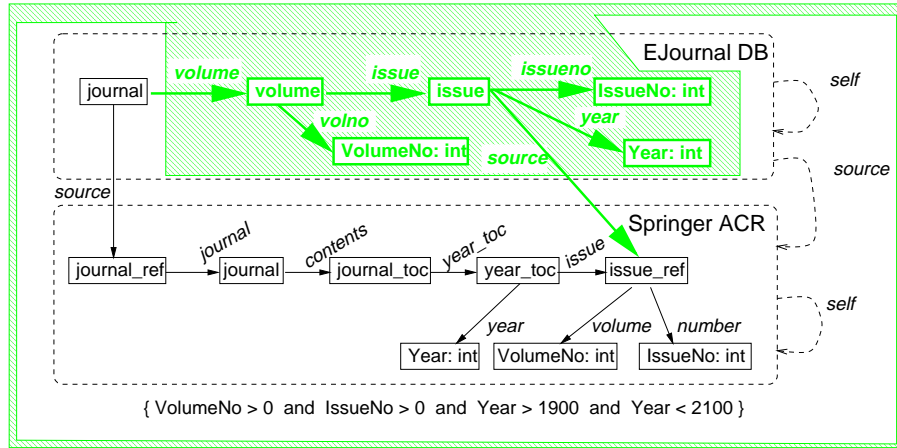 EJournal DB
volume
issue
issueno
self
journal
volume
issue
IssueNo: int
volno
year
VolumeNo: int
Year: int
source
source
source
Springer ACR
journal
contents
year_toc
issue
journal_ref
journal
journal_toc
year_toc
issue_ref
self
year
volume
number
Year: int
VolumeNo: int
IssueNo: int
{ VolumeNo > 0 and IssueNo > 0 and Year > 1900 and Year < 2100 }